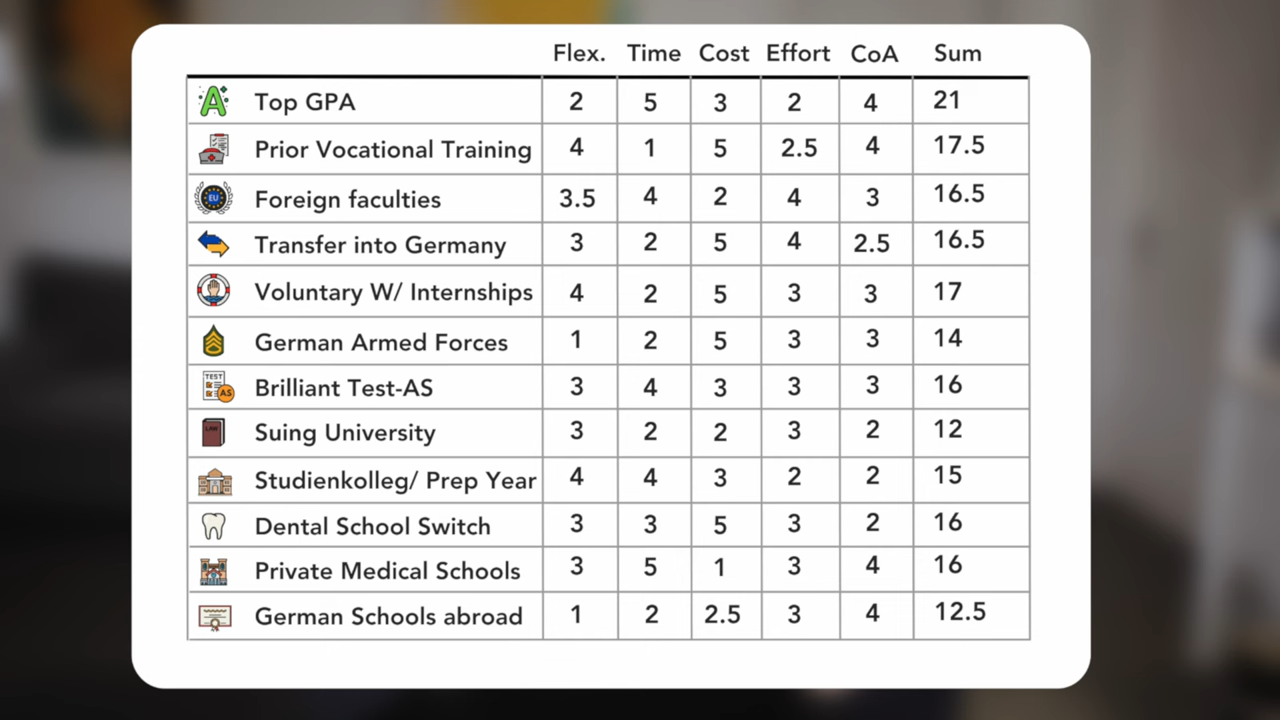 Flex. Time Cost Effort CoA Sum
Top GPA 2 5 3 2 4 21
Prior Vocational Training 4 1 5 2.5 4 17.5
Foreign faculties 3.5 4 2 4 3 16.5
Transfer into Germany 3 2 5 4 2.5 16.5
Voluntary W/ Internships 4 2 5 3 3 17
German Armed Forces 1 2 5 3 3 14
Brilliant Test-AS 3 4 3 3 3 16
Suing University 3 2 2 3 2 12
Studienkolleg/ Prep Year 4 4 3 2 2 15
Dental School Switch 3 3 5 3 2 16
Private Medical Schools 3 5 1 3 4 16
German Schools abroad 1 2 2.5 3 4 12.5
EU
TEST
AS
LAW